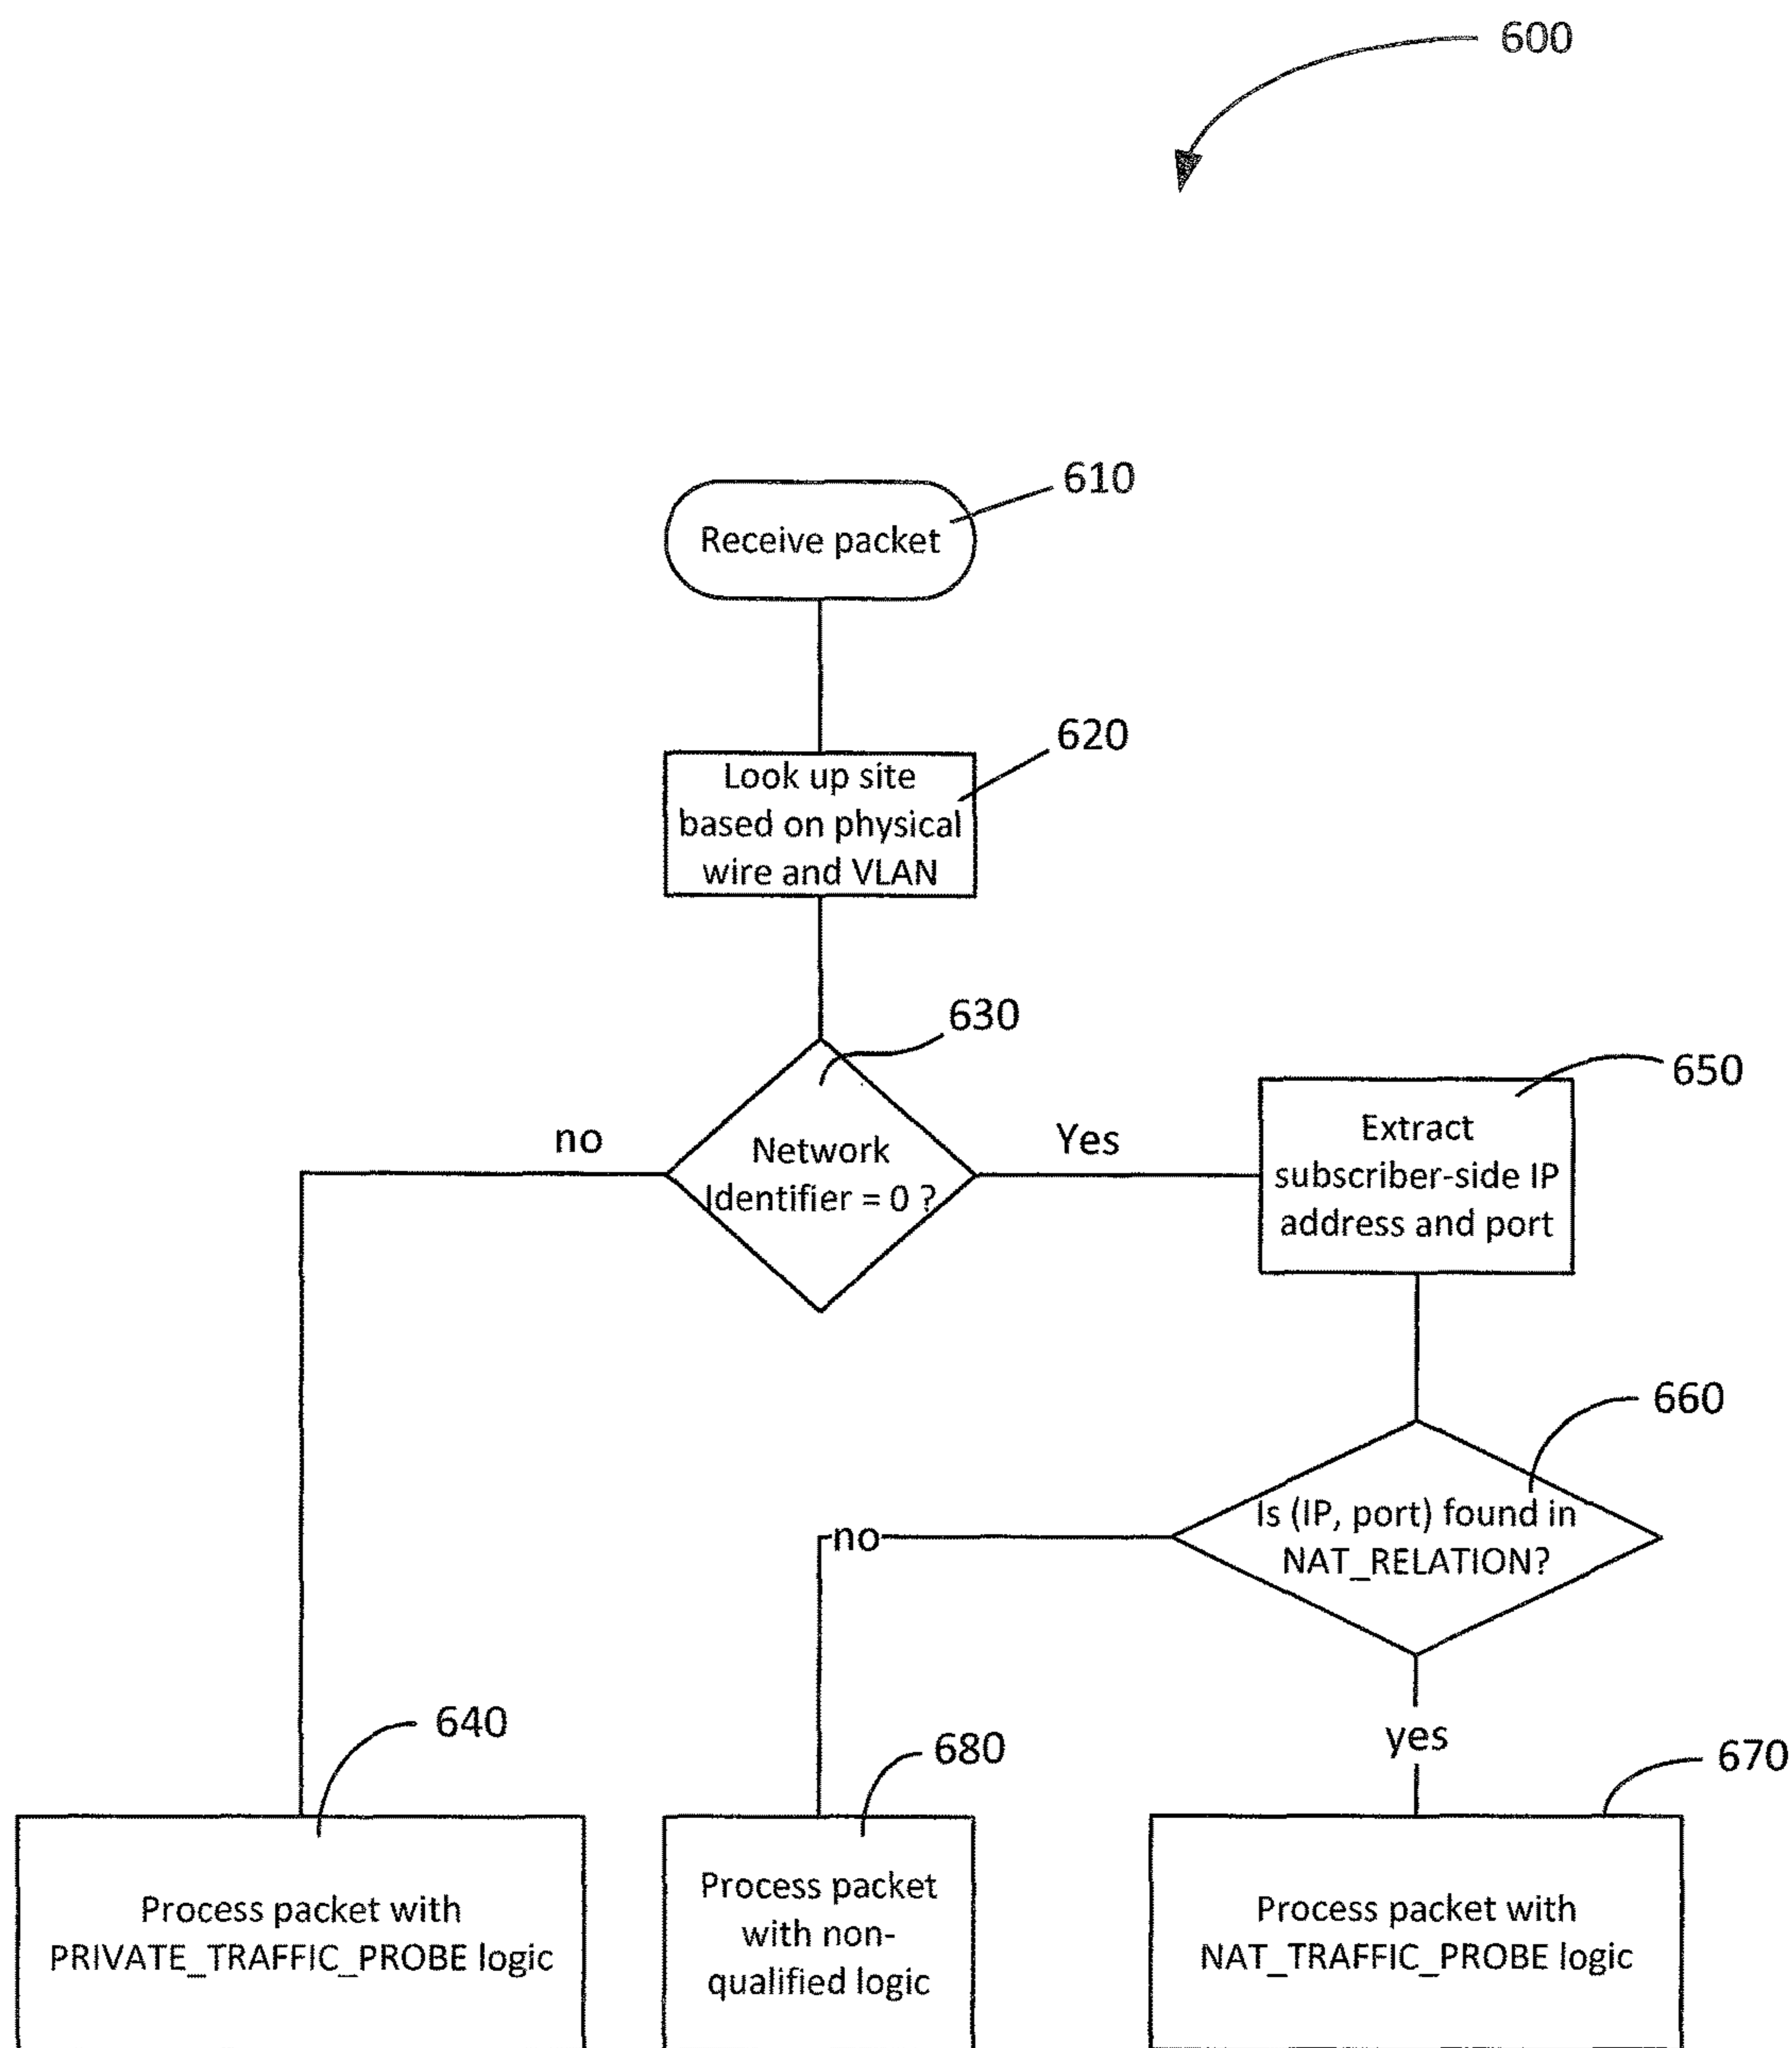 600
610
Receive packet
620
Look up site
based on physical
wire and VLAN
630
650
no
Network
Identifier = 0 ?
Yes
Extract
subscriber-side IP
address and port
660
Is (IP, port) found in
NAT_RELATION?
no
yes
640
680
670
Process packet with
PRIVATE_TRAFFIC_PROBE logic
Process packet
with non-
qualified logic
Process packet with
NAT_TRAFFIC_PROBE logic